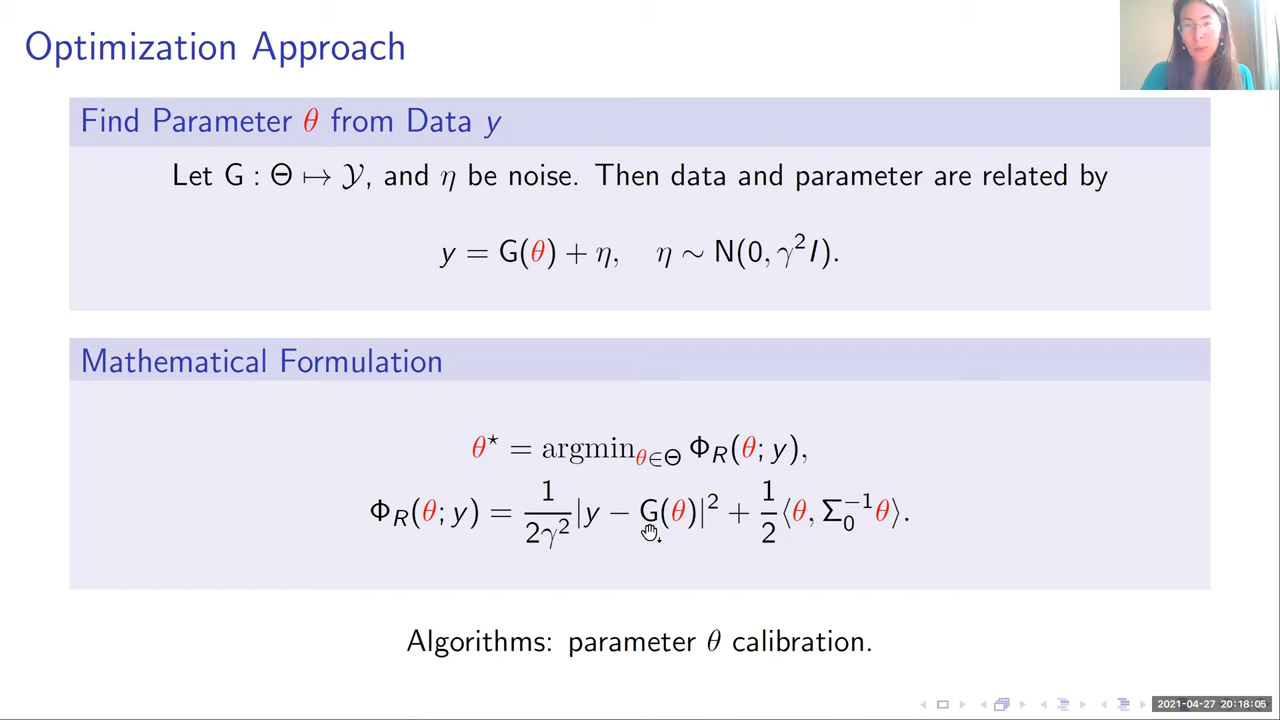 Optimization Approach
Find Parameter θ from Data y
Let G : Θ ↦ 𝒴, and η be noise. Then data and parameter are related by
y = G(θ) + η, η ∼ N(0, γ²I).
Mathematical Formulation
θ⋆ = argmin_{θ∈Θ} Φ_R(θ; y),
Φ_R(θ; y) = \frac{1}{2γ²}|y − G(θ)|² + \frac{1}{2}⟨θ, Σ₀⁻¹θ⟩.
Algorithms: parameter θ calibration.
2021-04-27 20:18:05